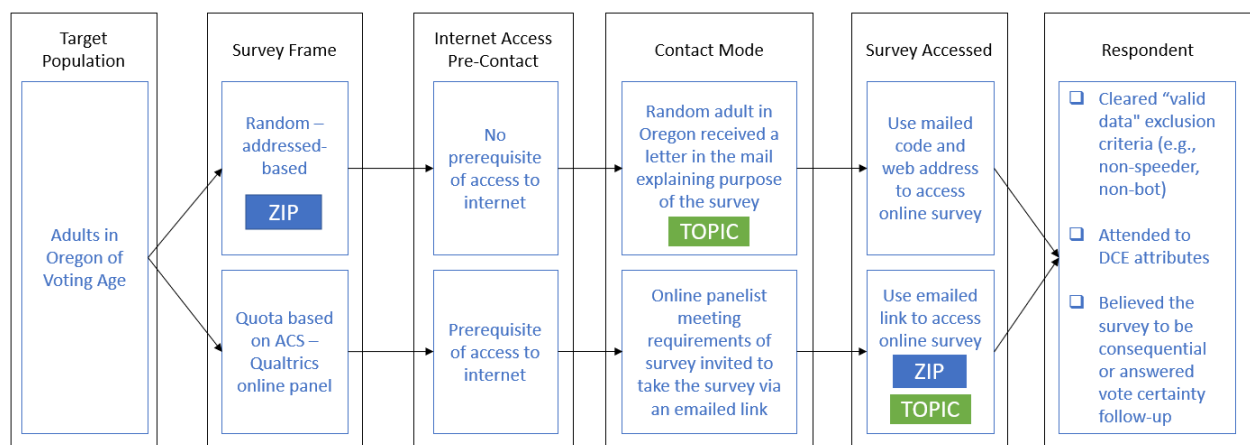 Target
Population
Adults in
Oregon of
Voting Age
Survey Frame
Random –
addressed-
based
ZIP
Quota based
on ACS –
Qualtrics
online panel
Internet Access
Pre-Contact
No
prerequisite
of access to
internet
Prerequisite
of access to
internet
Contact Mode
Random adult in
Oregon received a
letter in the mail
explaining purpose
of the survey
TOPIC
Online panelist
meeting
requirements of
survey invited to
take the survey via
an emailed link
Survey Accessed
Use mailed
code and
web address
to access
online survey
Use emailed
link to access
online survey
ZIP
TOPIC
Respondent
Cleared “valid
data" exclusion
criteria (e.g.,
non-speeder,
non-bot)
Attended to
DCE attributes
Believed the
survey to be
consequential
or answered
vote certainty
follow-up